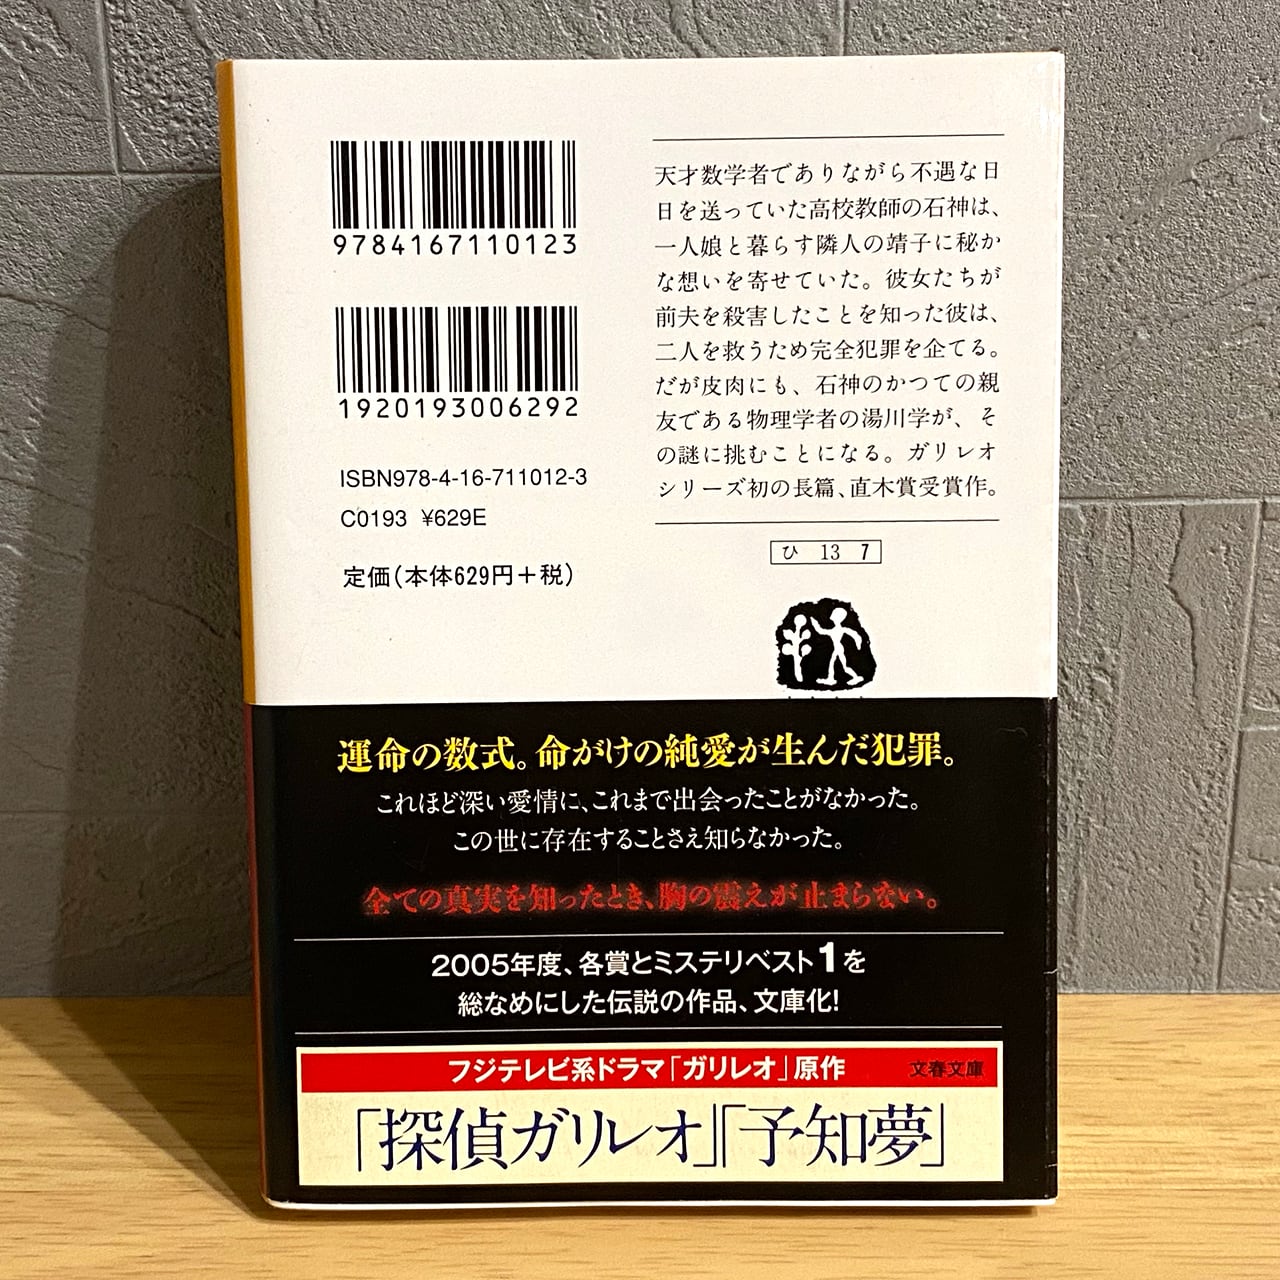 9784167110123
1920193006292
ISBN978-4-16-711012-3
C0193 ¥629E
定価(本体629円+税)
天才数学者でありながら不遇な日
日を送っていた高校教師の石神は、
一人娘と暮らす隣人の靖子に秘か
な想いを寄せていた。彼女たちが
前夫を殺害したことを知った彼は、
二人を救うため完全犯罪を企てる。
だが皮肉にも、石神のかつての親
友である物理学者の湯川学が、そ
の謎に挑むことになる。ガリレオ
シリーズ初の長篇、直木賞受賞作。
ひ 13 7
運命の数式。命がけの純愛が生んだ犯罪。
これほど深い愛情に、これまで出会ったことがなかった。
この世に存在することさえ知らなかった。
全ての真実を知ったとき、胸の震えが止まらない。
2005年度、各賞とミステリベスト1を
総なめにした伝説の作品、文庫化!
フジテレビ系ドラマ「ガリレオ」原作
文春文庫
「探偵ガリレオ」「予知夢」